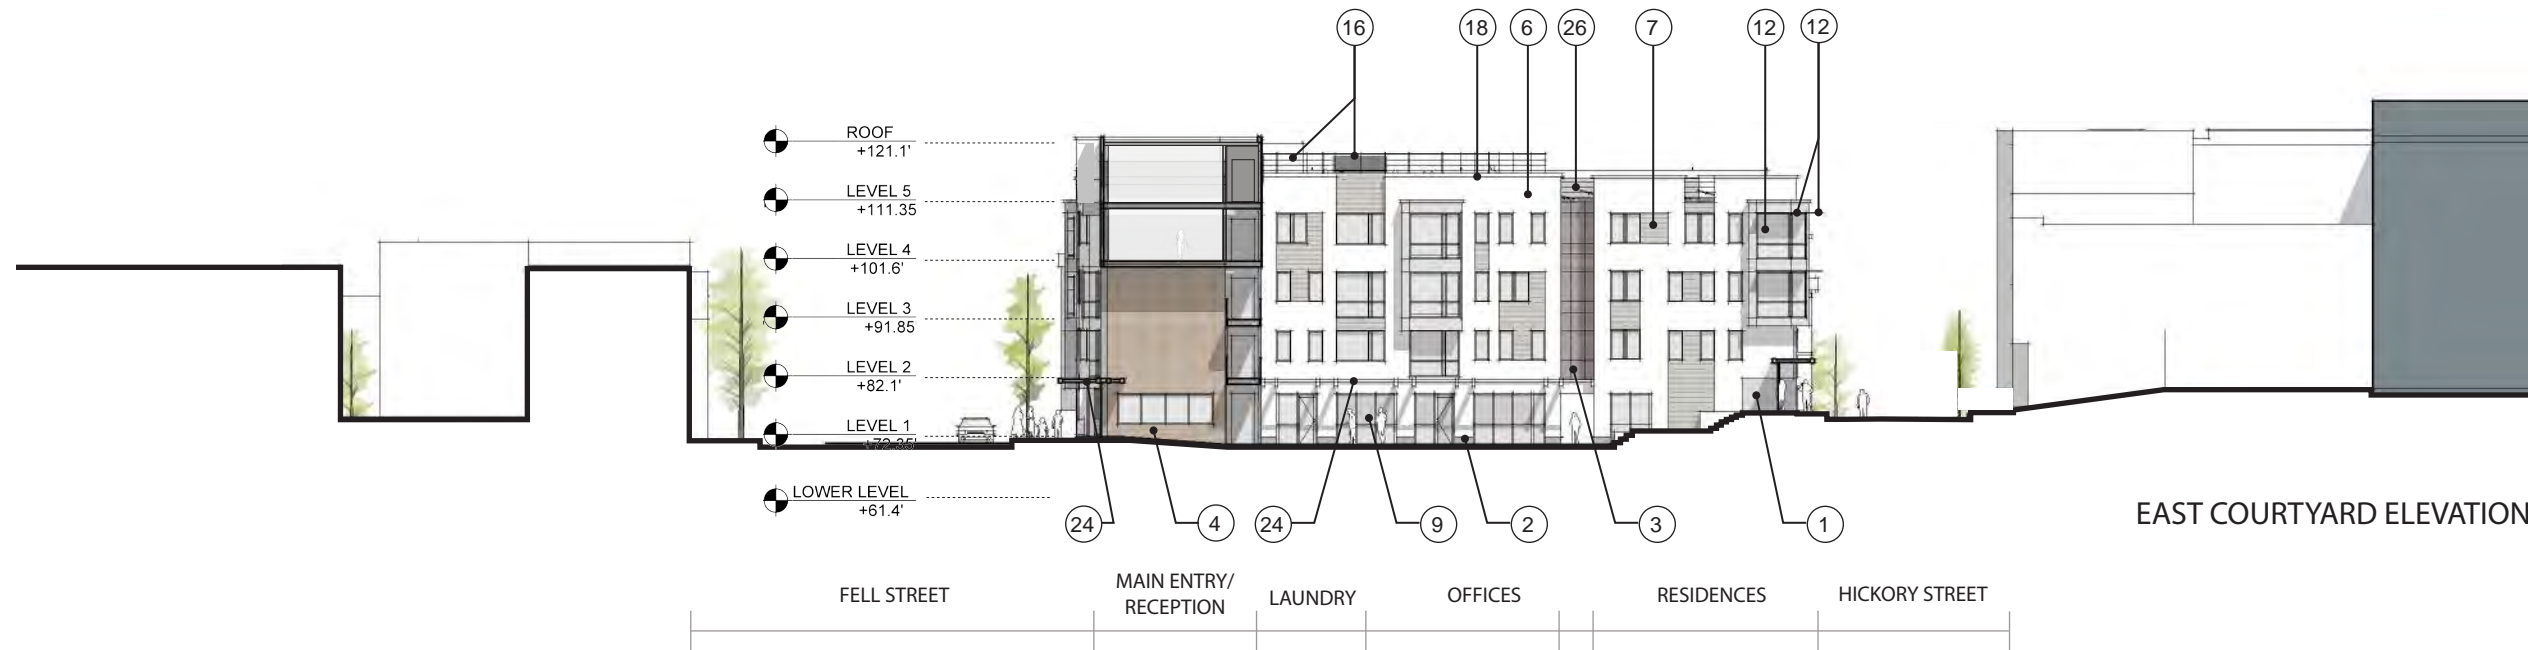 16 18 6 26 7 12 12
ROOF
+121.1'
LEVEL 5
+111.35
LEVEL 4
+101.6'
LEVEL 3
+91.85
LEVEL 2
+82.1'
LEVEL 1
+72.35'
LOWER LEVEL
+61.4'
24 4 24 9 2 3 1
EAST COURTYARD ELEVATION
FELL STREET
MAIN ENTRY/
RECEPTION
LAUNDRY
OFFICES
RESIDENCES
HICKORY STREET